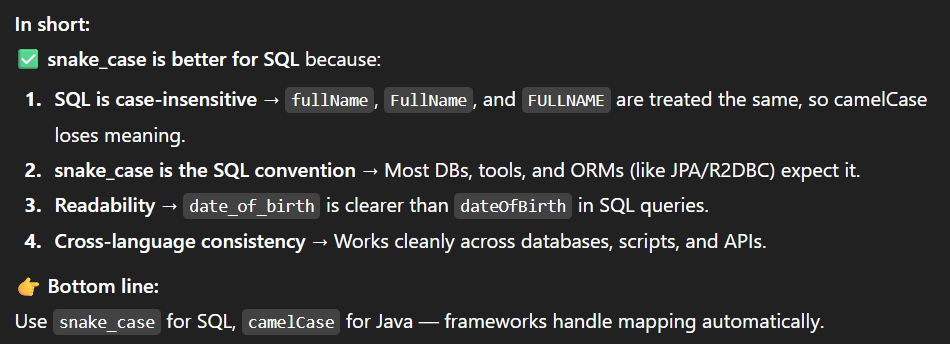 In short:
✅ snake_case is better for SQL because:
1. SQL is case-insensitive → fullName, FullName, and FULLNAME are treated the same, so camelCase
loses meaning.
2. snake_case is the SQL convention → Most DBs, tools, and ORMs (like JPA/R2DBC) expect it.
3. Readability → date_of_birth is clearer than dateOfBirth in SQL queries.
4. Cross-language consistency → Works cleanly across databases, scripts, and APIs.
👉 Bottom line:
Use snake_case for SQL, camelCase for Java — frameworks handle mapping automatically.